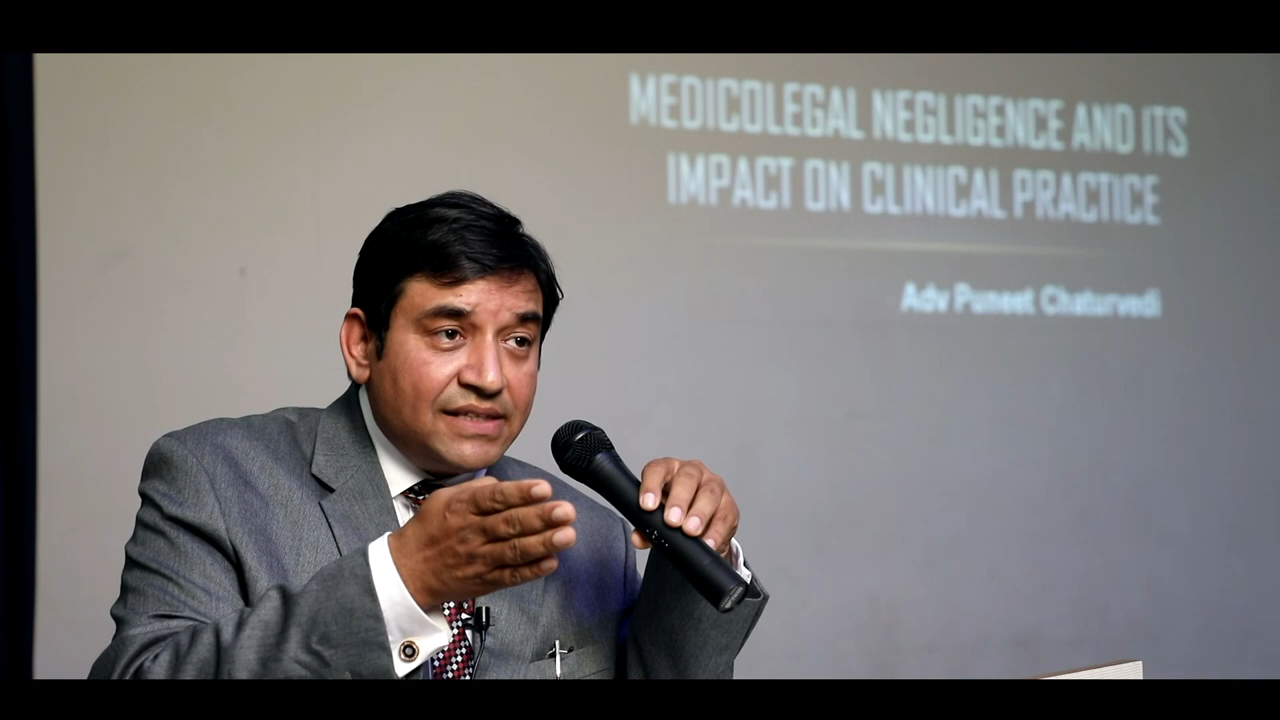 MEDICOLEGAL NEGLIGENCE AND ITS
IMPACT ON CLINICAL PRACTICE
Adv Puneet Chaturvedi